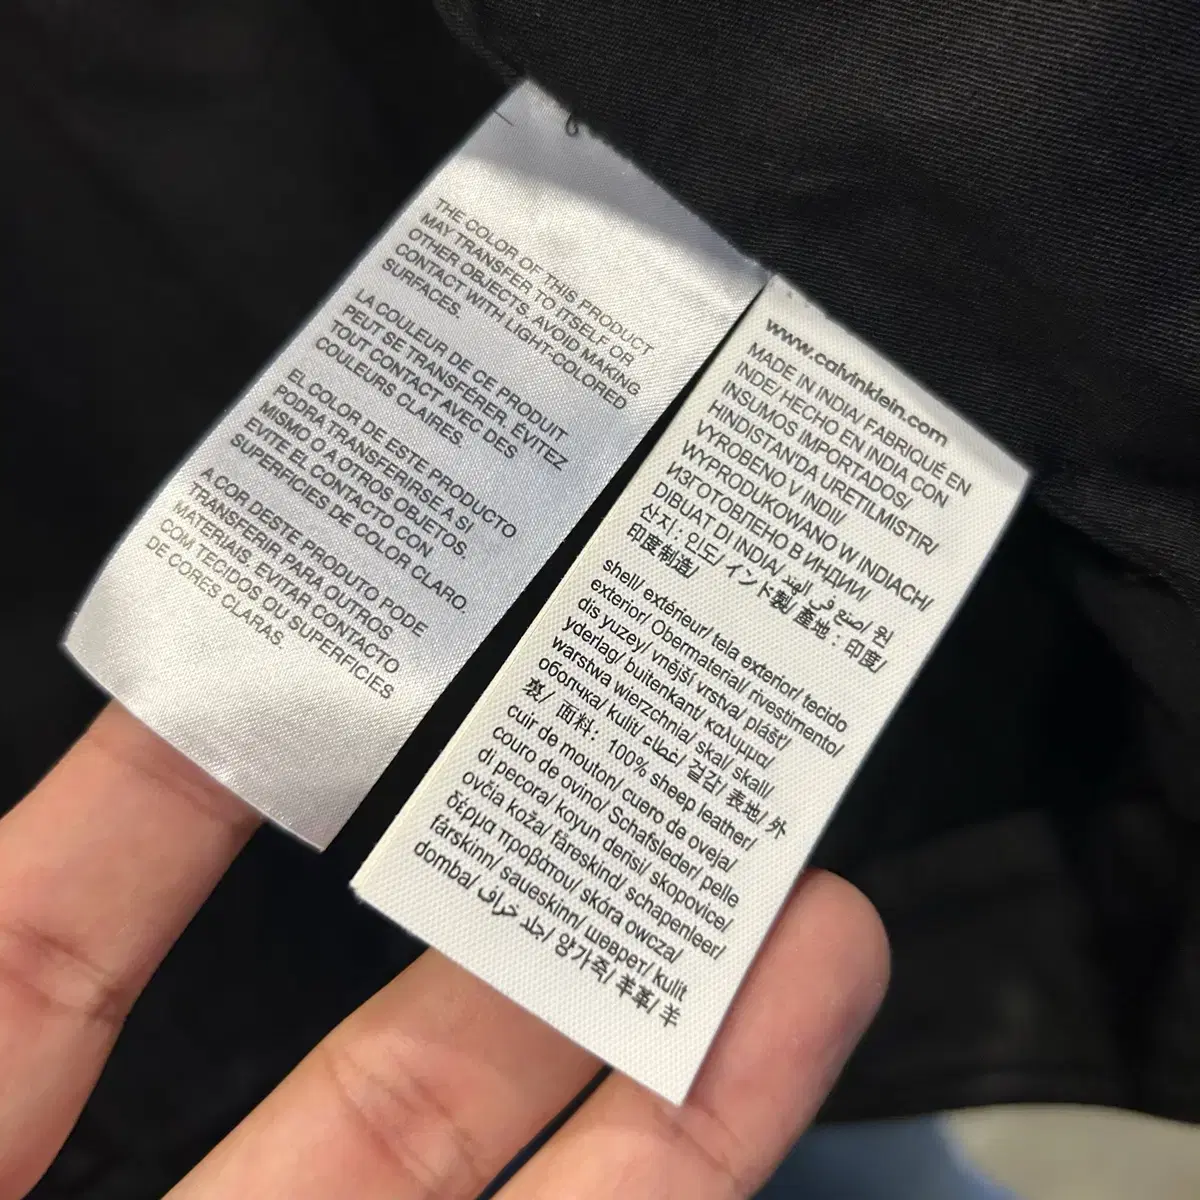 THE COLOR OF THIS PRODUCT
MAY TRANSFER TO ITSELF OR
OTHER OBJECTS. AVOID MAKING
CONTACT WITH LIGHT-COLORED
SURFACES.
LA COULEUR DE CE PRODUIT
PEUT SE TRANSFÉRER. ÉVITEZ
TOUT CONTACT AVEC DES
COULEURS CLAIRES.
EL COLOR DE ESTE PRODUCTO
PODRA TRANSFERIRSE A SI
MISMO O A OTROS OBJETOS.
EVITE EL CONTACTO CON
SUPERFICIES DE COLOR CLARO.
A COR DESTE PRODUTO PODE
TRANSFERIR PARA OUTROS
MATERIAIS. EVITAR CONTACTO
COM TECIDOS OU SUPERFICIES
DE CORES CLARAS.
www.calvinklein.com
MADE IN INDIA/ FABRIQUÉ EN
INDE/ HECHO EN INDIA CON
INSUMOS IMPORTADOS/
HINDISTAN'DA URETILMISTIR/
VYROBENO V INDII/
WYPRODUKOWANO W INDIACH/
ИЗГОТОВЛЕНО В ИНДИИ/
DIBUAT DI INDIA/ صنع في الهند/ 원
산지: 인도/ インド製/ 產地：印度/
印度制造/
shell/ extérieur/ tela exterior/ tecido
exterior/ Obermaterial/ rivestimento/
dis yuzey/ vnější vrstva/ plášť/
yderlag/ buitenkant/ καλυμμα/
warstwa wierzchnia/ skal/ skall/
оболчка/ kulit/ غطاء/ 겉감/ 表地/ 外
裝/ 面料: 100% sheep leather/
cuir de mouton/ cuero de oveja/
couro de ovino/ Schafsleder/ pelle
di pecora/ koyun derisi/ skopovice/
ovčia koža/ fåreskind/ schapenleer/
δέρμα προβάτου/ skóra owcza/
fårskinn/ saueskinn/ шеврет/ kulit
domba/ جلد خراف/ 양가죽/ 羊革/ 羊